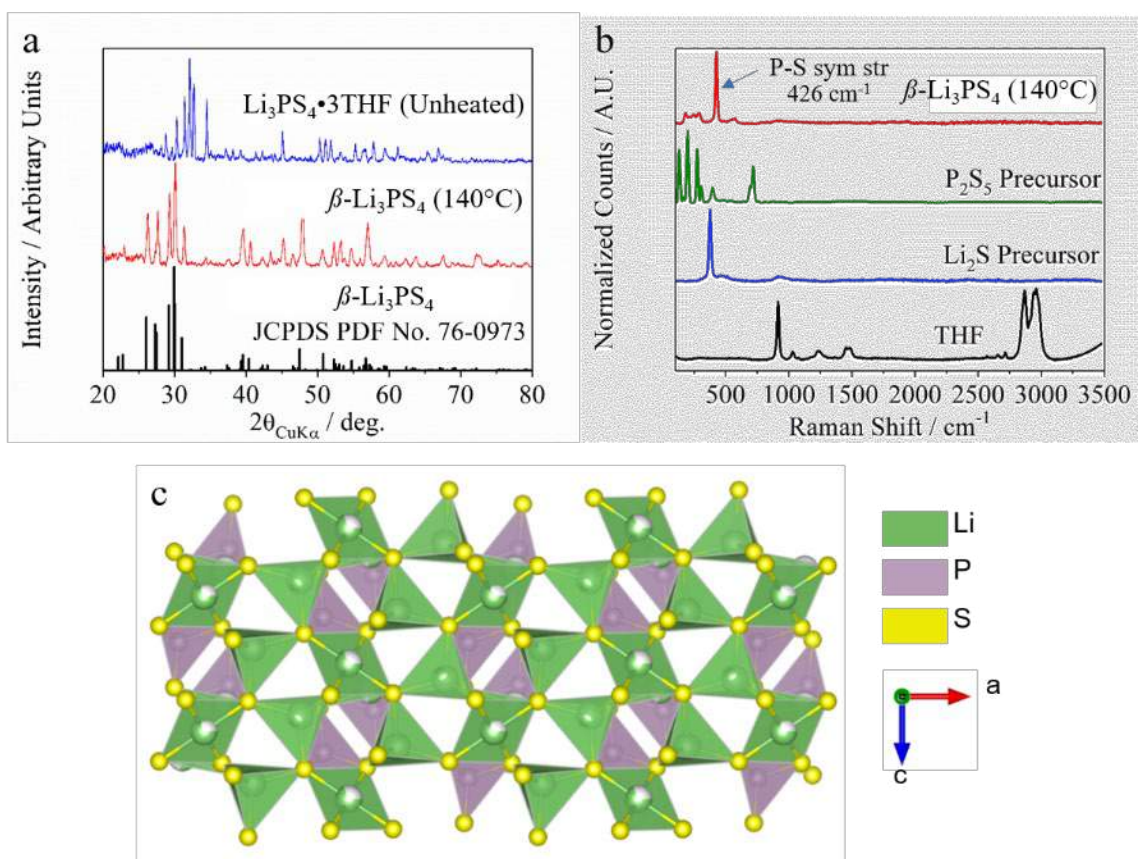 a
Intensity / Arbitrary Units
Li₃PS₄•3THF (Unheated)
β-Li₃PS₄ (140°C)
β-Li₃PS₄
JCPDS PDF No. 76-0973
20 30 40 50 60 70 80
2θCuKα / deg.
b
Normalized Counts / A.U.
P-S sym str
426 cm⁻¹
β-Li₃PS₄ (140°C)
P₂S₅ Precursor
Li₂S Precursor
THF
500 1000 1500 2000 2500 3000 3500
Raman Shift / cm⁻¹
c
Li
P
S
a
c